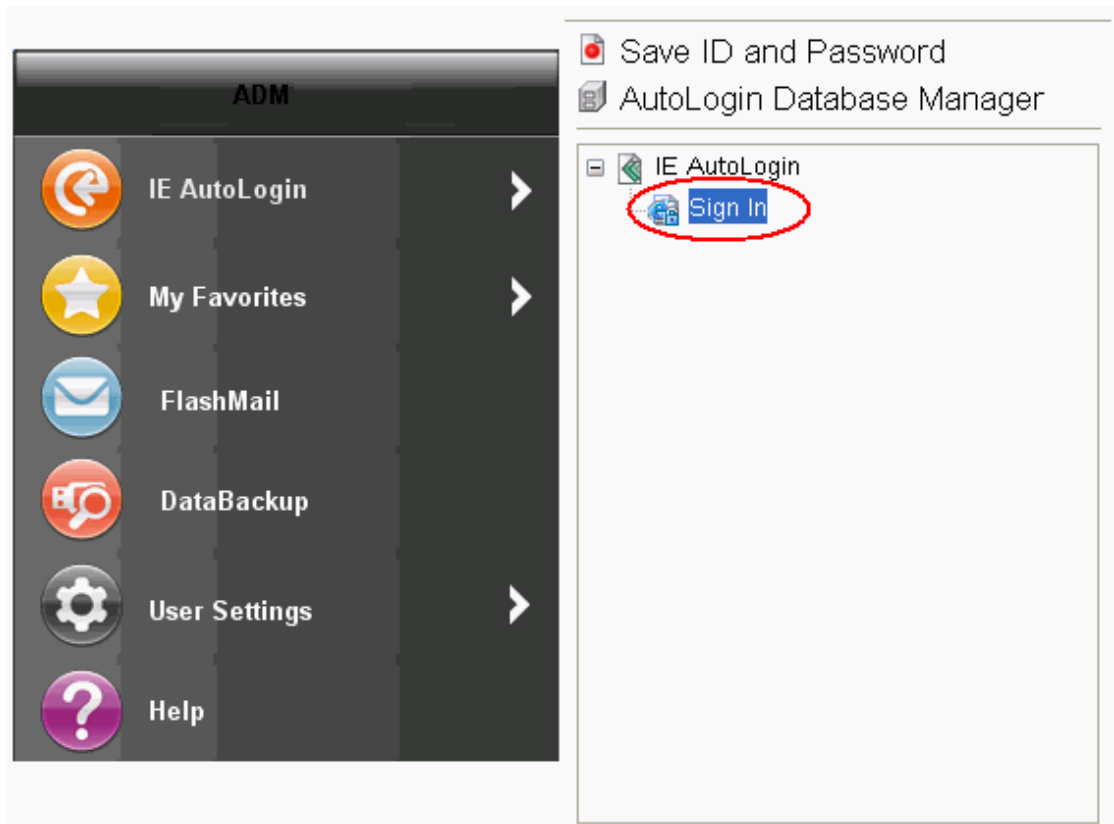 ADM
IE AutoLogin
My Favorites
FlashMail
DataBackup
User Settings
Help
Save ID and Password
AutoLogin Database Manager
IE AutoLogin
Sign In